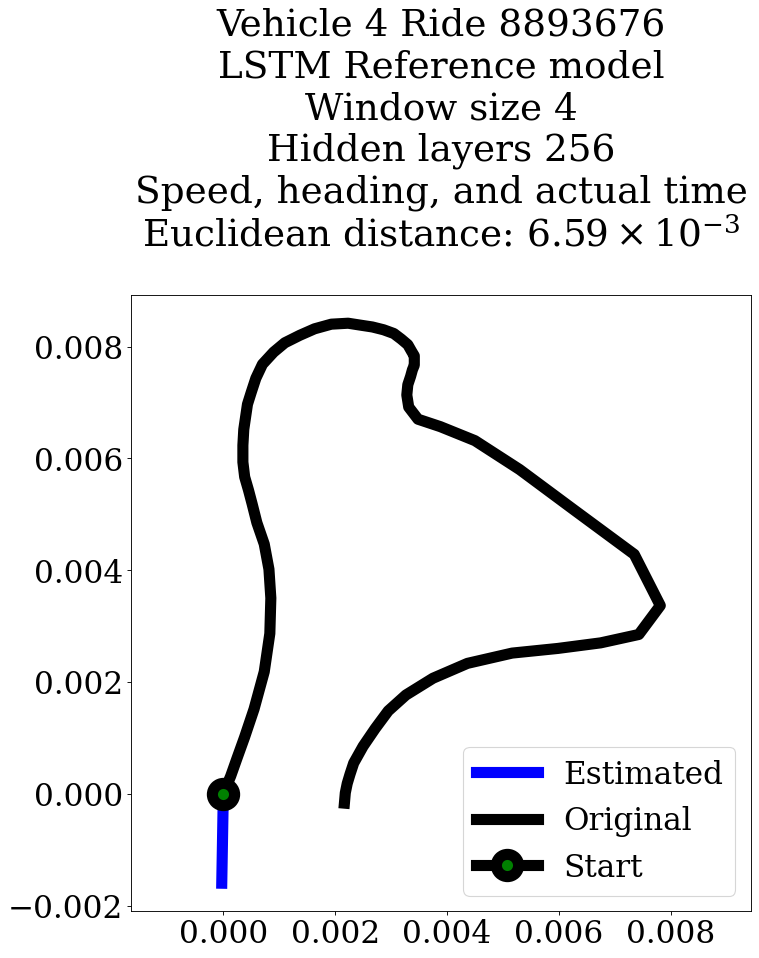 Vehicle 4 Ride 8893676
LSTM Reference model
Window size 4
Hidden layers 256
Speed, heading, and actual time
Euclidean distance: 6.59 × 10⁻³
0.008
0.006
0.004
0.002
0.000
−0.002
Estimated
Original
Start
0.000 0.002 0.004 0.006 0.008